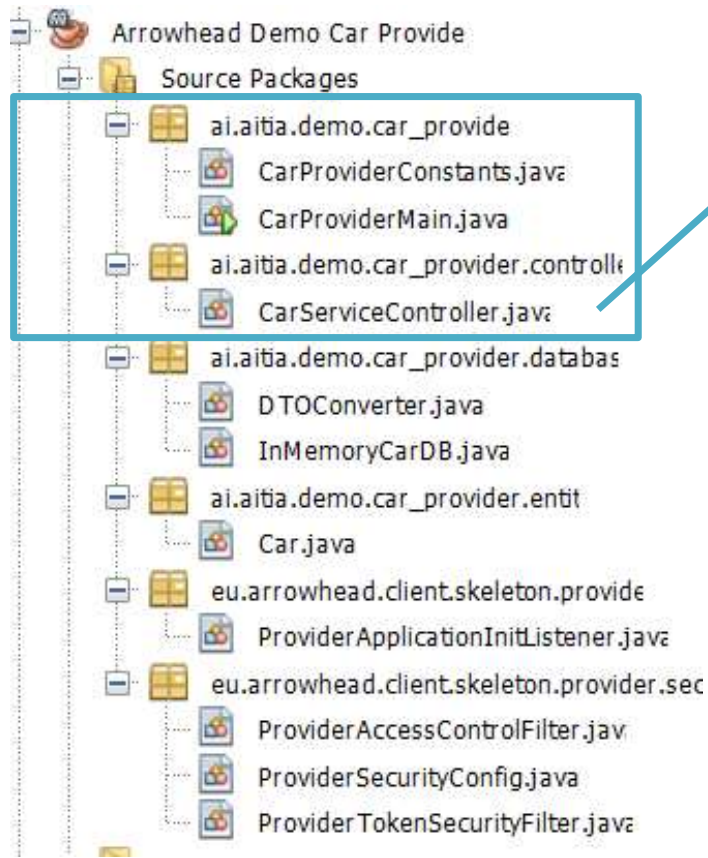 Arrowhead Demo Car Provide
Source Packages
ai.aitia.demo.car_provide
CarProviderConstants.java
CarProviderMain.java
ai.aitia.demo.car_provider.controlle
CarServiceController.java
ai.aitia.demo.car_provider.databas
DTOConverter.java
InMemoryCarDB.java
ai.aitia.demo.car_provider.entit
Car.java
eu.arrowhead.client.skeleton.provide
ProviderApplicationInitListener.java
eu.arrowhead.client.skeleton.provider.sec
ProviderAccessControlFilter.jav
ProviderSecurityConfig.java
ProviderTokenSecurityFilter.java